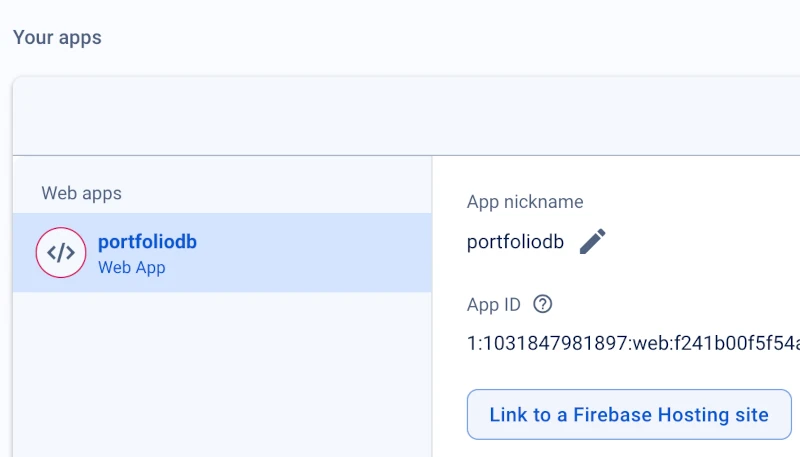 Your apps
Web apps
portfoliodb
Web App
App nickname
portfoliodb
App ID
1:1031847981897:web:f241b00f5f54a
Link to a Firebase Hosting site